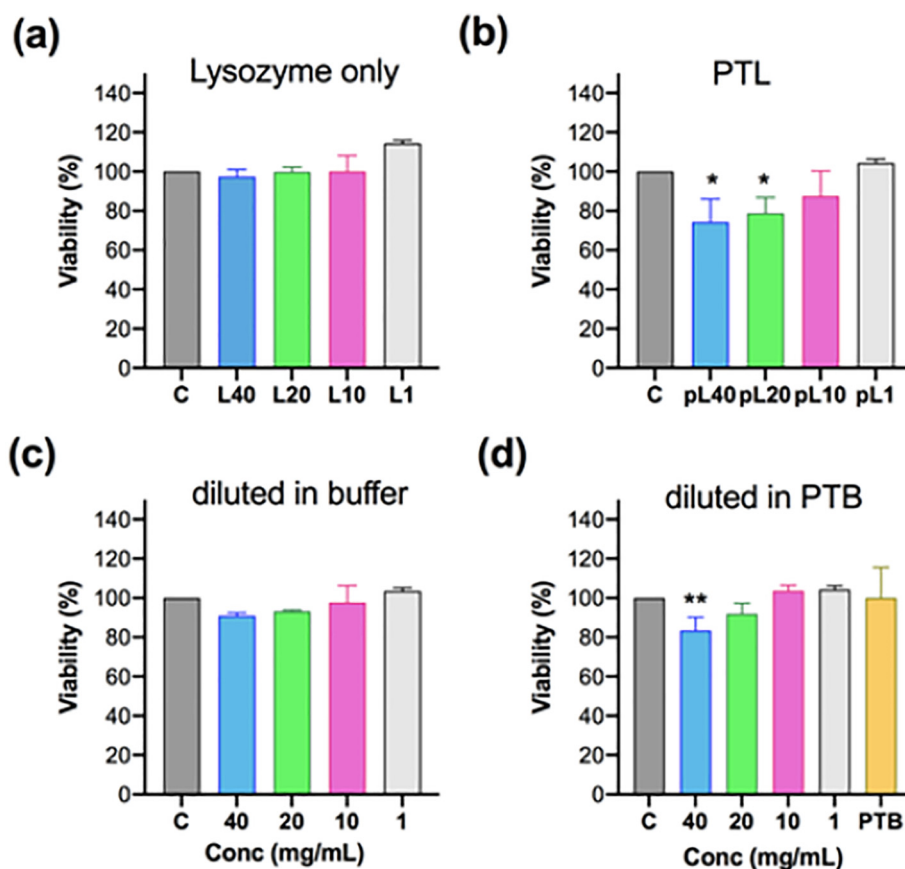 (a)
Lysozyme only
Viability (%)
140
120
100
80
60
40
20
0
C L40 L20 L10 L1
(b)
PTL
Viability (%)
140
120
100
80
60
40
20
0
* *
C pL40 pL20 pL10 pL1
(c)
diluted in buffer
Viability (%)
140
120
100
80
60
40
20
0
C 40 20 10 1
Conc (mg/mL)
(d)
diluted in PTB
Viability (%)
140
120
100
80
60
40
20
0
**
C 40 20 10 1 PTB
Conc (mg/mL)